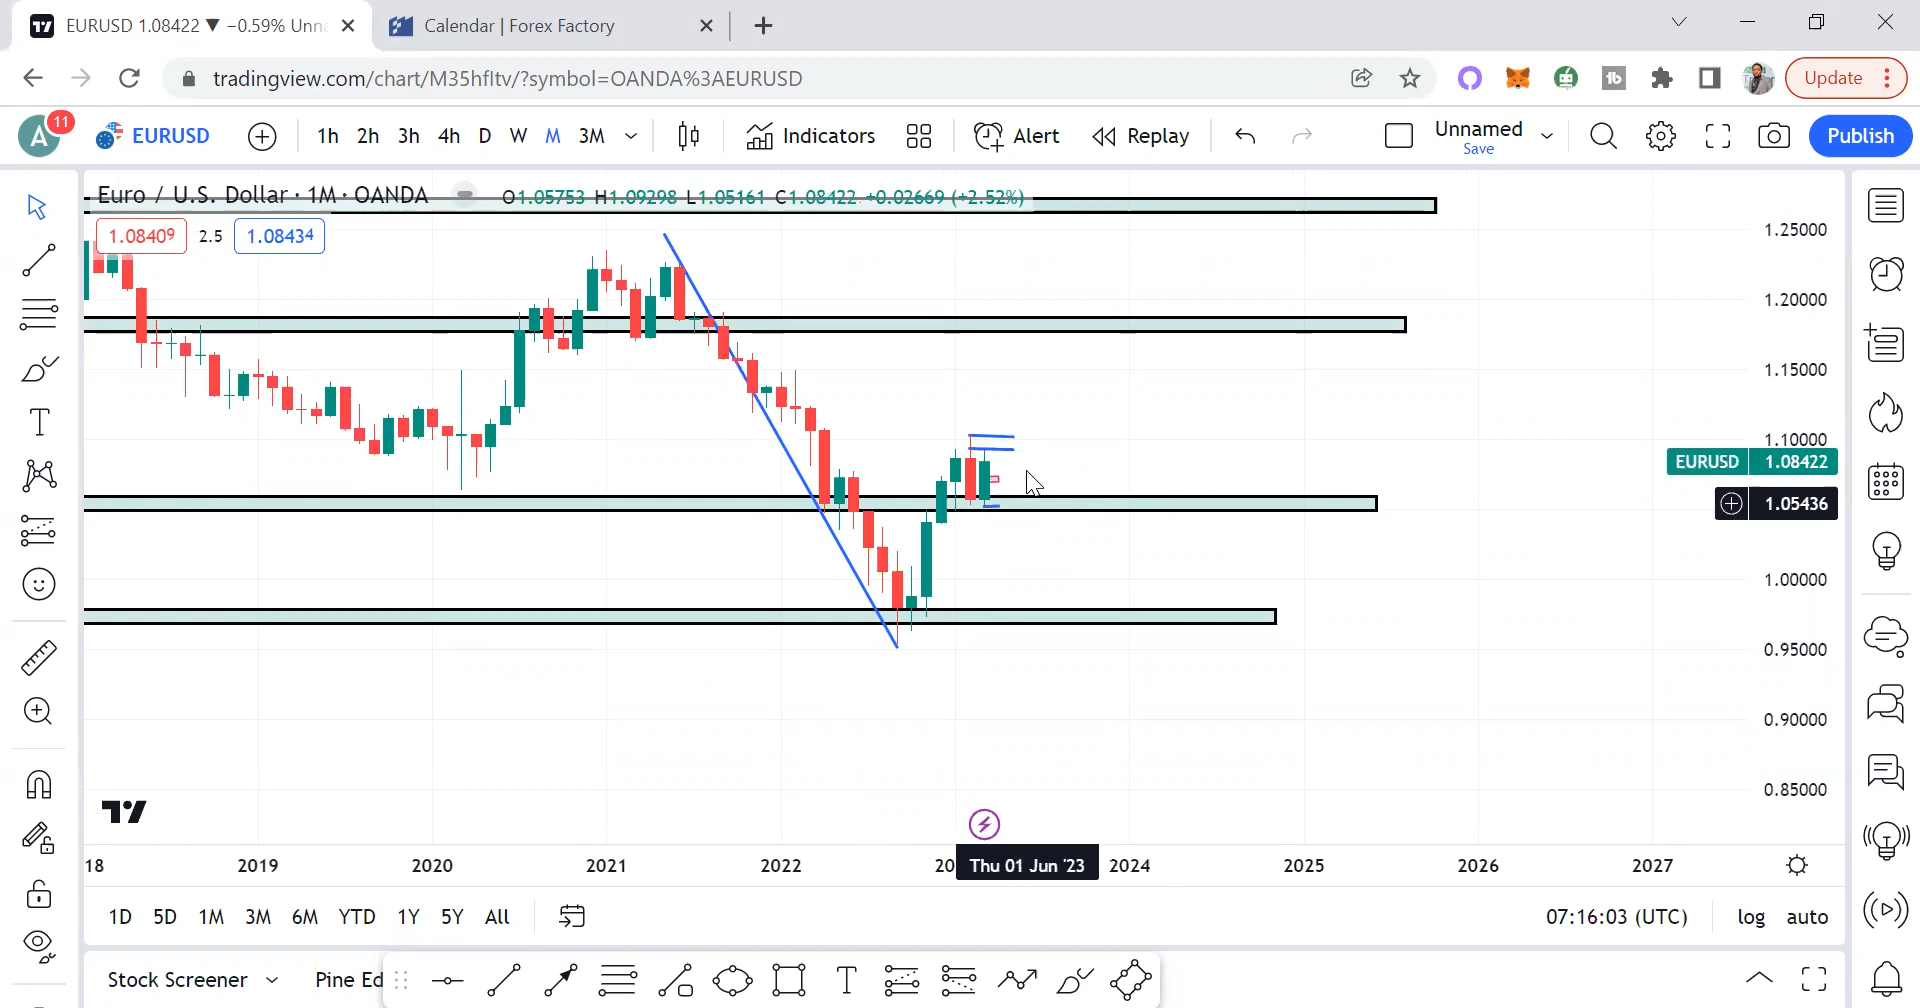 EURUSD 1.08422 ▼ −0.59% Unna
Calendar | Forex Factory
tradingview.com/chart/M35hfItv/?symbol=OANDA%3AEURUSD
Update
A
11
EURUSD
1h 2h 3h 4h D W M 3M
Indicators
Alert
Replay
Unnamed
Save
Publish
Euro / U.S. Dollar · 1M · OANDA
O1.05753 H1.09298 L1.05161 C1.08422 +0.02669 (+2.52%)
1.08409
2.5
1.08434
1.25000
1.20000
1.15000
1.10000
EURUSD 1.08422
1.05436
1.00000
0.95000
0.90000
0.85000
18 2019 2020 2021 2022 20 Thu 01 Jun '23 2024 2025 2026 2027
1D 5D 1M 3M 6M YTD 1Y 5Y All
07:16:03 (UTC)
log auto
Stock Screener
Pine Ed